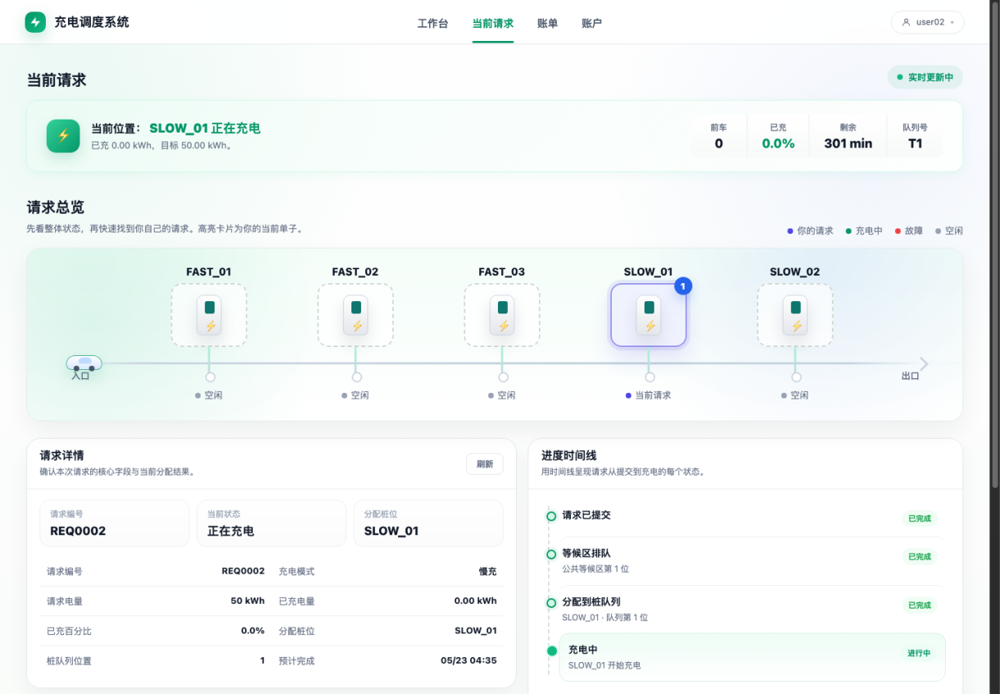 充电调度系统
工作台 当前请求 账单 账户
user02
当前请求
实时更新中
当前位置： SLOW_01 正在充电
已充 0.00 kWh，目标 50.00 kWh。
前车 已充 剩余 队列号
0 0.0% 301 min T1
请求总览
先看整体状态，再快速找到你自己的请求。高亮卡片为你的当前单子。
你的请求 充电中 故障 空闲
FAST_01 FAST_02 FAST_03 SLOW_01 SLOW_02
1
入口 出口
空闲 空闲 空闲 当前请求 空闲
请求详情
确认本次请求的核心字段与当前分配结果。
刷新
请求编号 当前状态 分配桩位
REQ0002 正在充电 SLOW_01
请求编号 REQ0002 充电模式 慢充
请求电量 50 kWh 已充电量 0.00 kWh
已充百分比 0.0% 分配桩位 SLOW_01
桩队列位置 1 预计完成 05/23 04:35
进度时间线
用时间线呈现请求从提交到充电的每个状态。
请求已提交 已完成
等候区排队 已完成
公共等候区第 1 位
分配到桩队列 已完成
SLOW_01 · 队列第 1 位
充电中 进行中
SLOW_01 开始充电